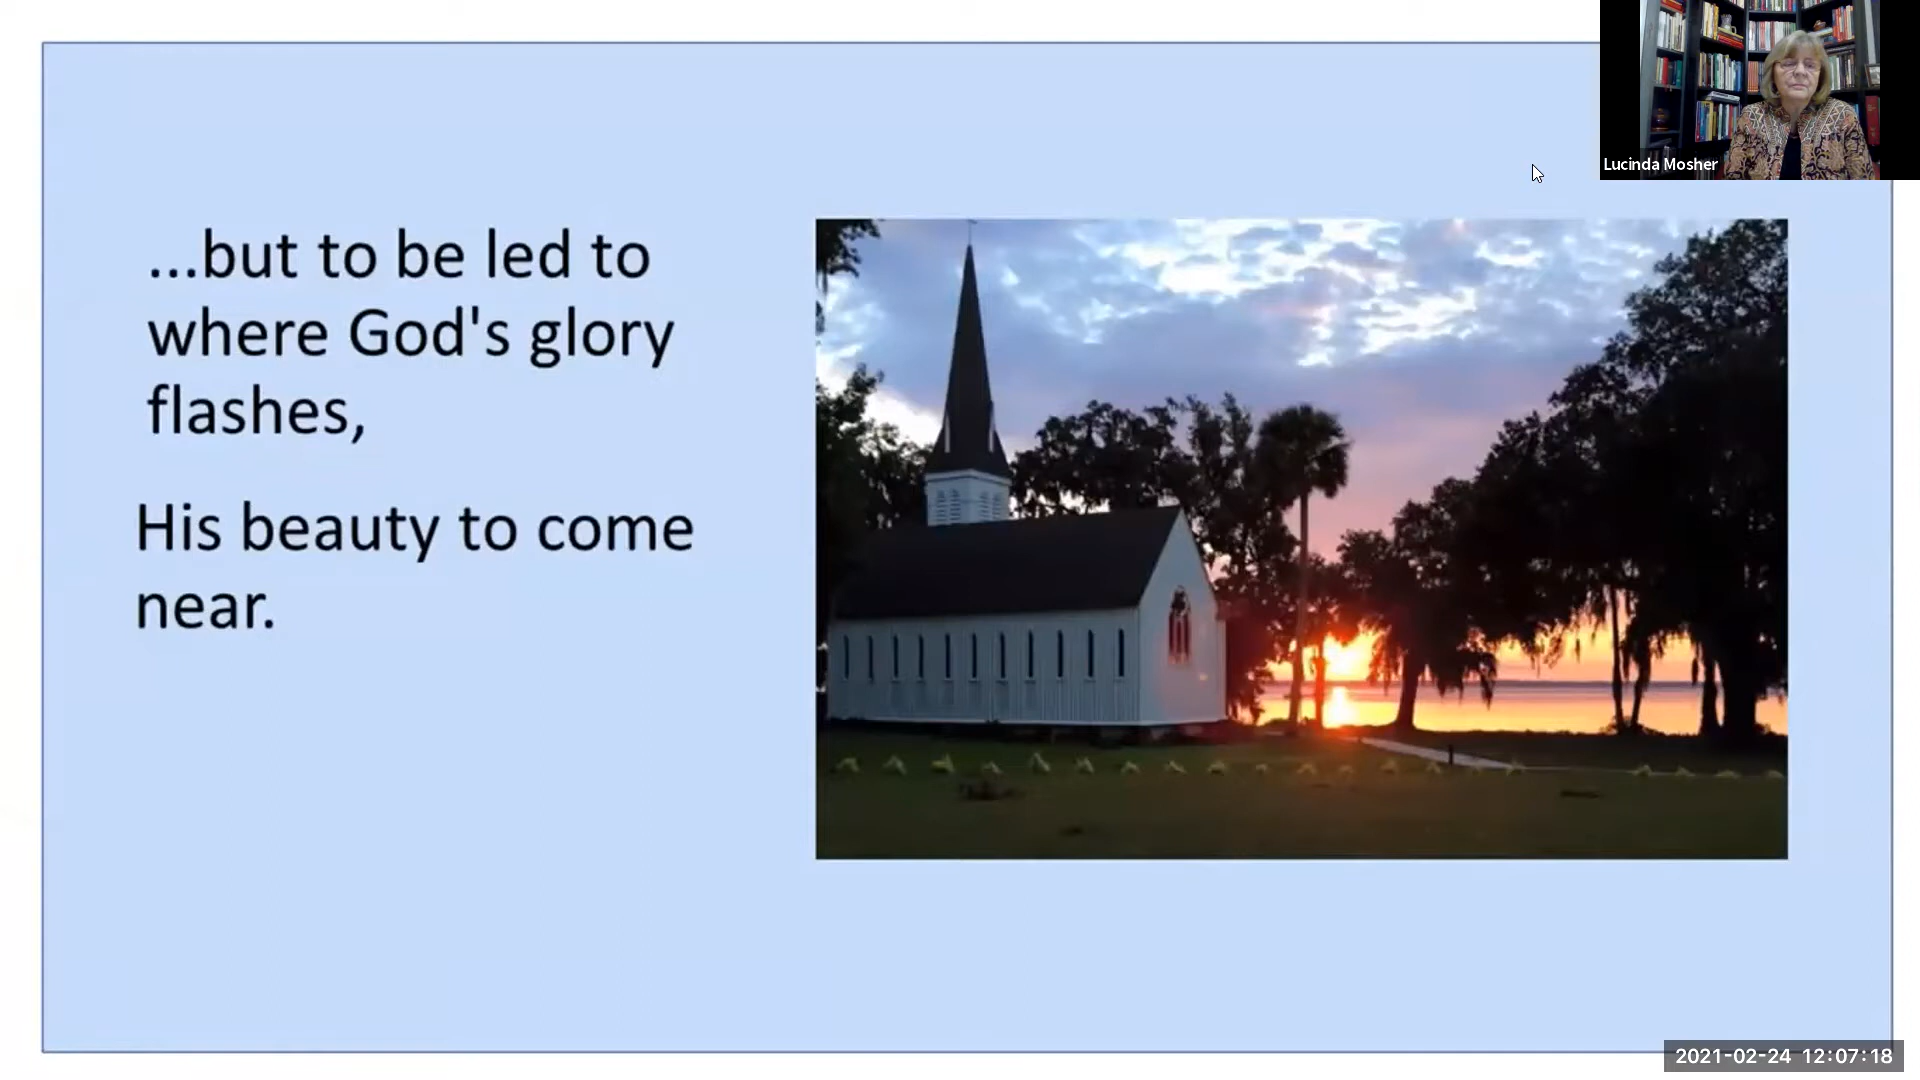 Lucinda Mosher
...but to be led to
where God's glory
flashes,
His beauty to come
near.
2021-02-24 12:07:18